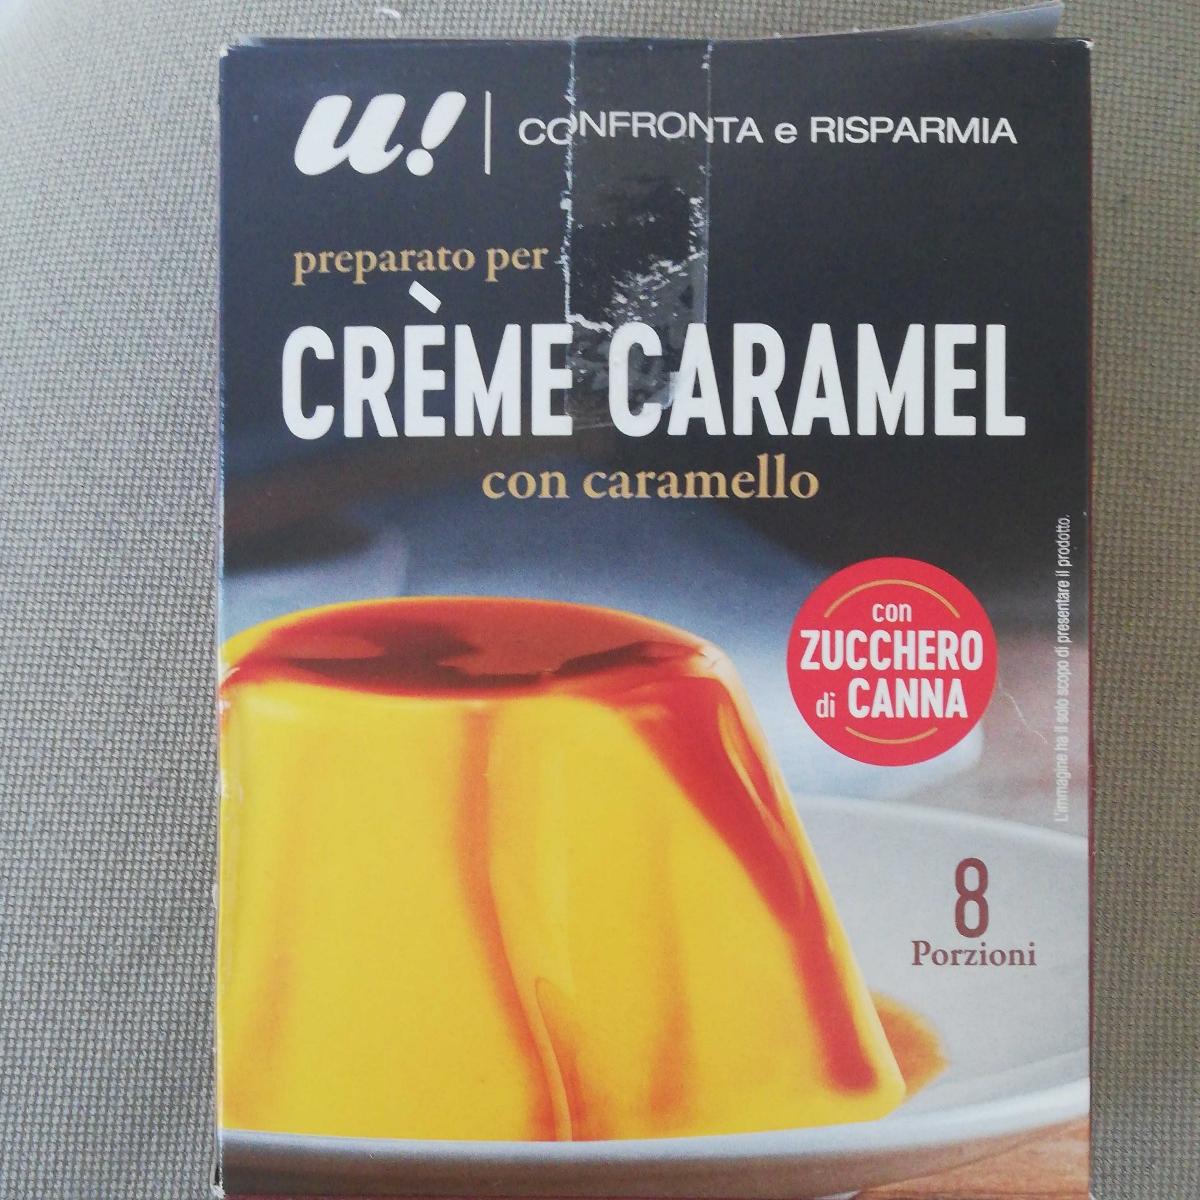 u! CONFRONTA e RISPARMIA
preparato per
CRÈME CARAMEL
con caramello
con
ZUCCHERO
di CANNA
L'immagine ha il solo scopo di presentare il prodotto.
8
Porzioni